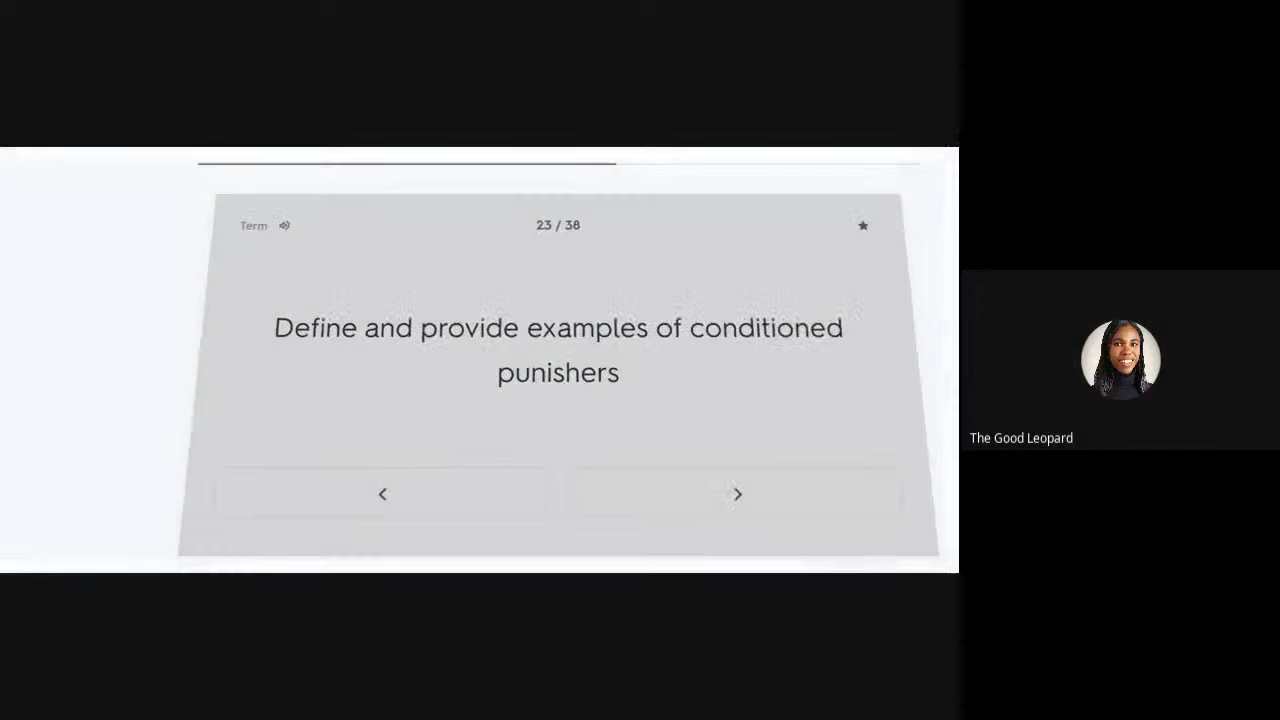 Term
23 / 38
Define and provide examples of conditioned
punishers
The Good Leopard